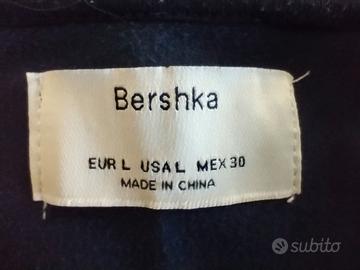 Bershka
EUR L USA L MEX 30
MADE IN CHINA
subito